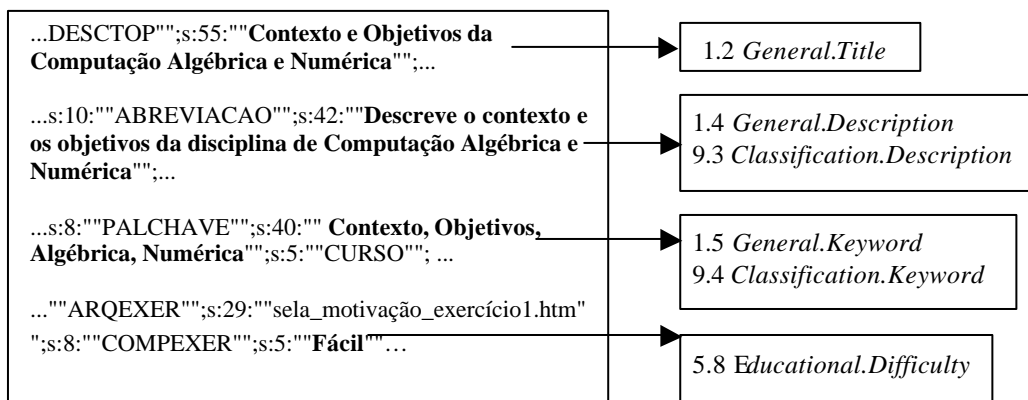 ...DESCTOP"";s:55:""Contexto e Objetivos da
Computação Algébrica e Numérica"";...
...s:10:""ABREVIACAO"";s:42:""Descreve o contexto e
os objetivos da disciplina de Computação Algébrica e
Numérica"";...
...s:8:""PALCHAVE"";s:40:"" Contexto, Objetivos,
Algébrica, Numérica"";s:5:""CURSO""; ...
...""ARQEXER"";s:29:""sela_motivação_exercício1.htm"
";s:8:""COMPEXER"";s:5:""Fácil""…
1.2 General.Title
1.4 General.Description
9.3 Classification.Description
1.5 General.Keyword
9.4 Classification.Keyword
5.8 Educational.Difficulty